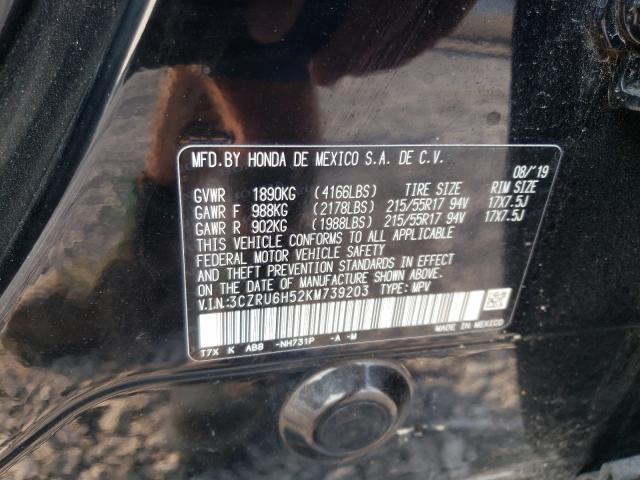 MFD.BY HONDA DE MEXICO S.A. DE C.V.
08/'19
GVWR 1890KG (4166LBS) TIRE SIZE RIM SIZE
GAWR F 988KG (2178LBS) 215/55R17 94V 17X7.5J
GAWR R 902KG (1988LBS) 215/55R17 94V 17X7.5J
THIS VEHICLE CONFORMS TO ALL APPLICABLE
FEDERAL MOTOR VEHICLE SAFETY
AND THEFT PREVENTION STANDARDS IN EFFECT
ON THE DATE OF MANUFACTURE SHOWN ABOVE.
V.I.N:3CZRU6H52KM739203 TYPE: MPV
T7X K ABB -NH731P -A -M
MADE IN MEXICO